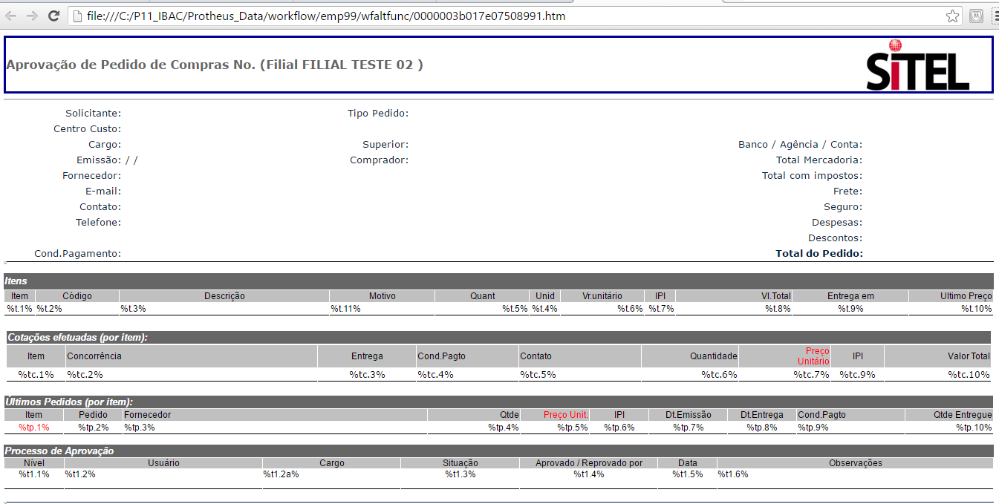 file:///C:/P11_IBAC/Protheus_Data/workflow/emp99/wfaltfunc/0000003b017e07508991.htm
Aprovação de Pedido de Compras No. (Filial FILIAL TESTE 02 )
SiTEL
Solicitante: Tipo Pedido:
Centro Custo:
Cargo: Superior: Banco / Agência / Conta:
Emissão: / / Comprador: Total Mercadoria:
Fornecedor: Total com impostos:
E-mail: Frete:
Contato: Seguro:
Telefone: Despesas:
Descontos:
Cond.Pagamento: Total do Pedido:
Itens
Item Código Descrição Motivo Quant Unid Vr.unitário IPI Vl.Total Entrega em Ultimo Preço
%t.1% %t.2% %t.3% %t.11% %t.5% %t.4% %t.6% %t.7% %t.8% %t.9% %t.10%
Cotações efetuadas (por item):
Item Concorrência Entrega Cond.Pagto Contato Quantidade Preço Unitário IPI Valor Total
%tc.1% %tc.2% %tc.3% %tc.4% %tc.5% %tc.6% %tc.7% %tc.9% %tc.10%
Últimos Pedidos (por item):
Item Pedido Fornecedor Qtde Preço Unit. IPI Dt.Emissão Dt.Entrega Cond.Pagto Qtde Entregue
%tp.1% %tp.2% %tp.3% %tp.4% %tp.5% %tp.6% %tp.7% %tp.8% %tp.9% %tp.10%
Processo de Aprovação
Nível Usuário Cargo Situação Aprovado / Reprovado por Data Observações
%t1.1% %t1.2% %t1.2a% %t1.3% %t1.4% %t1.5% %t1.6%